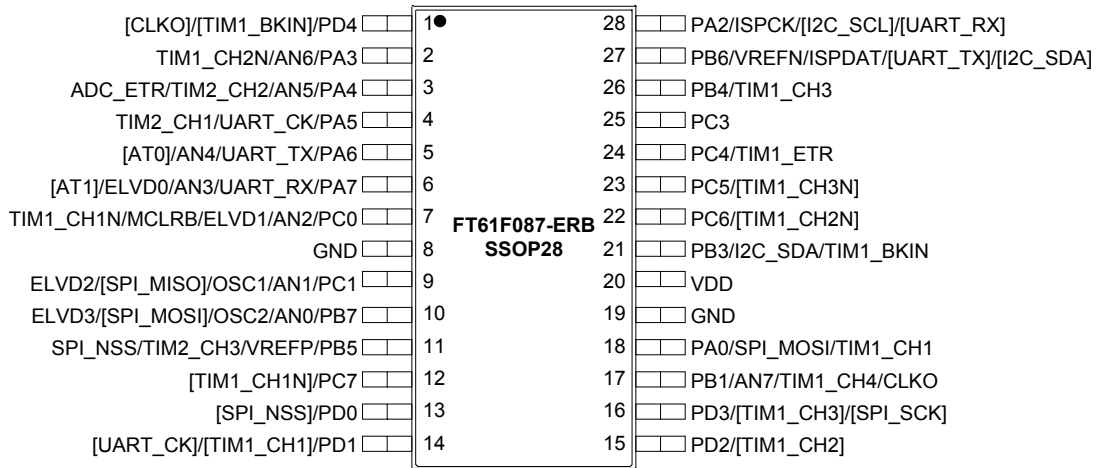 [CLKO]/[TIM1_BKIN]/PD4 1 28 PA2/ISPCK/[I2C_SCL]/[UART_RX]
TIM1_CH2N/AN6/PA3 2 27 PB6/VREFN/ISPDAT/[UART_TX]/[I2C_SDA]
ADC_ETR/TIM2_CH2/AN5/PA4 3 26 PB4/TIM1_CH3
TIM2_CH1/UART_CK/PA5 4 25 PC3
[AT0]/AN4/UART_TX/PA6 5 24 PC4/TIM1_ETR
[AT1]/ELVD0/AN3/UART_RX/PA7 6 23 PC5/[TIM1_CH3N]
TIM1_CH1N/MCLRB/ELVD1/AN2/PC0 7 22 PC6/[TIM1_CH2N]
FT61F087-ERB
SSOP28
GND 8 21 PB3/I2C_SDA/TIM1_BKIN
ELVD2/[SPI_MISO]/OSC1/AN1/PC1 9 20 VDD
ELVD3/[SPI_MOSI]/OSC2/AN0/PB7 10 19 GND
SPI_NSS/TIM2_CH3/VREFP/PB5 11 18 PA0/SPI_MOSI/TIM1_CH1
[TIM1_CH1N]/PC7 12 17 PB1/AN7/TIM1_CH4/CLKO
[SPI_NSS]/PD0 13 16 PD3/[TIM1_CH3]/[SPI_SCK]
[UART_CK]/[TIM1_CH1]/PD1 14 15 PD2/[TIM1_CH2]